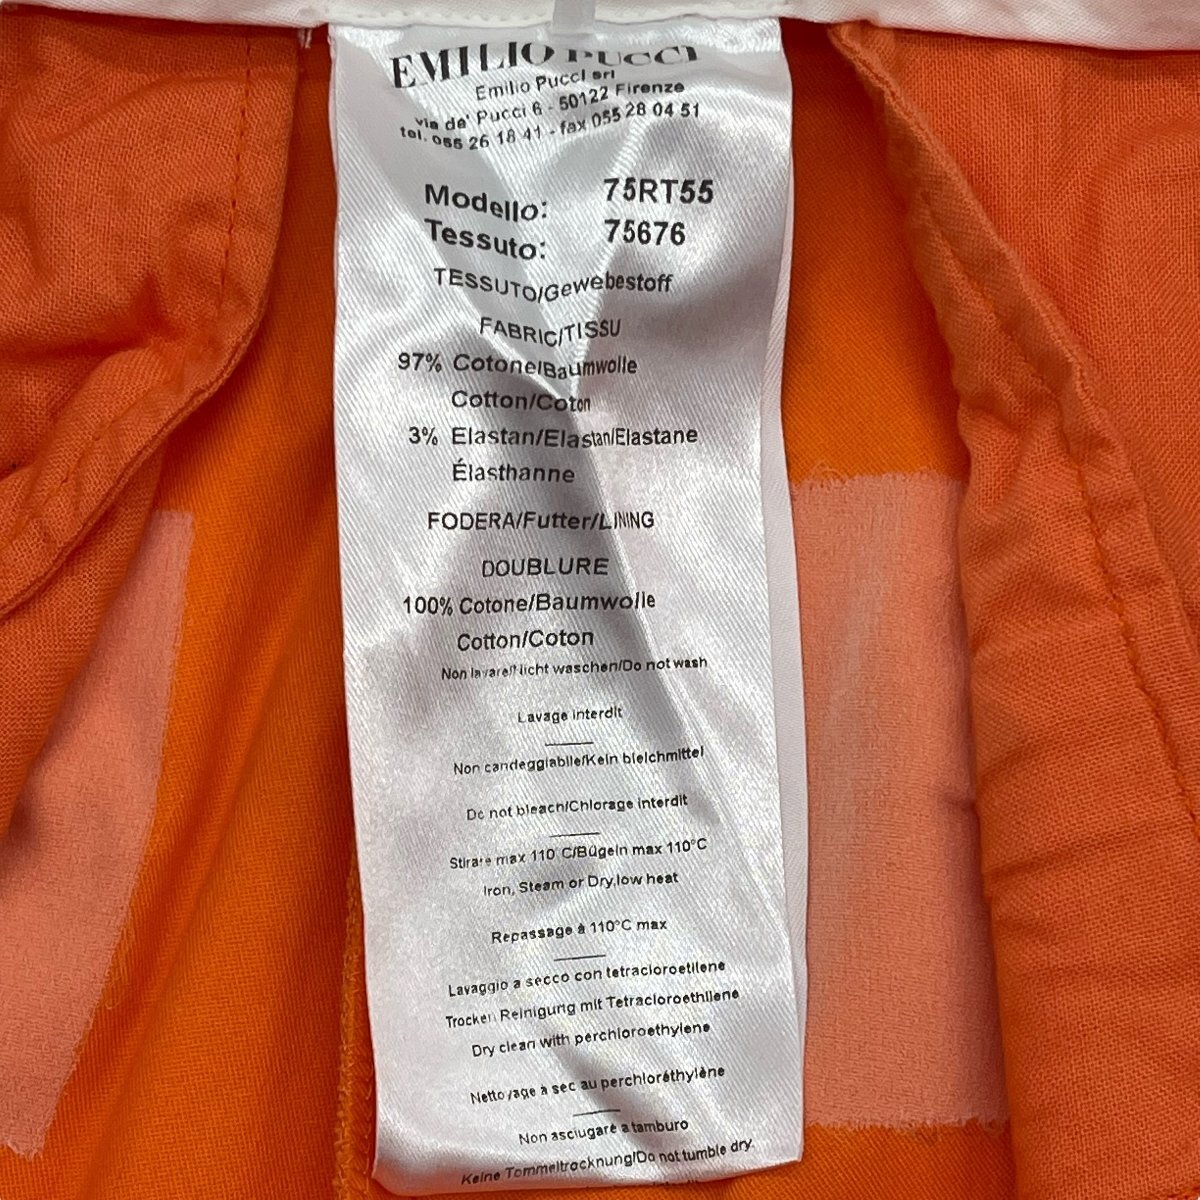 EMILIO PUCCI
Emilio Pucci srl
via de' Pucci 6 - 50122 Firenze
tel. 055 26 18 41 - fax 055 28 04 51
Modello: 75RT55
Tessuto: 75676
TESSUTO/Gewebestoff
FABRIC/TISSU
97% Cotone/Baumwolle
Cotton/Coton
3% Elastan/Elastan/Elastane
Élasthanne
FODERA/Futter/LINING
DOUBLURE
100% Cotone/Baumwolle
Cotton/Coton
Non lavare/Nicht waschen/Do not wash
Lavage interdit
Non candeggiabile/Kein bleichmittel
Do not bleach/Chlorage interdit
Stirare max 110°C/Bügeln max 110°C
Iron, Steam or Dry, low heat
Repassage à 110°C max
Lavaggio a secco con tetracloroetilene
Trocken Reinigung mit Tetracloroethilene
Dry clean with perchloroethylene
Nettoyage à sec au perchloréthylène
Non asciugare a tamburo
Keine Tommeltrocknung/Do not tumble dry.